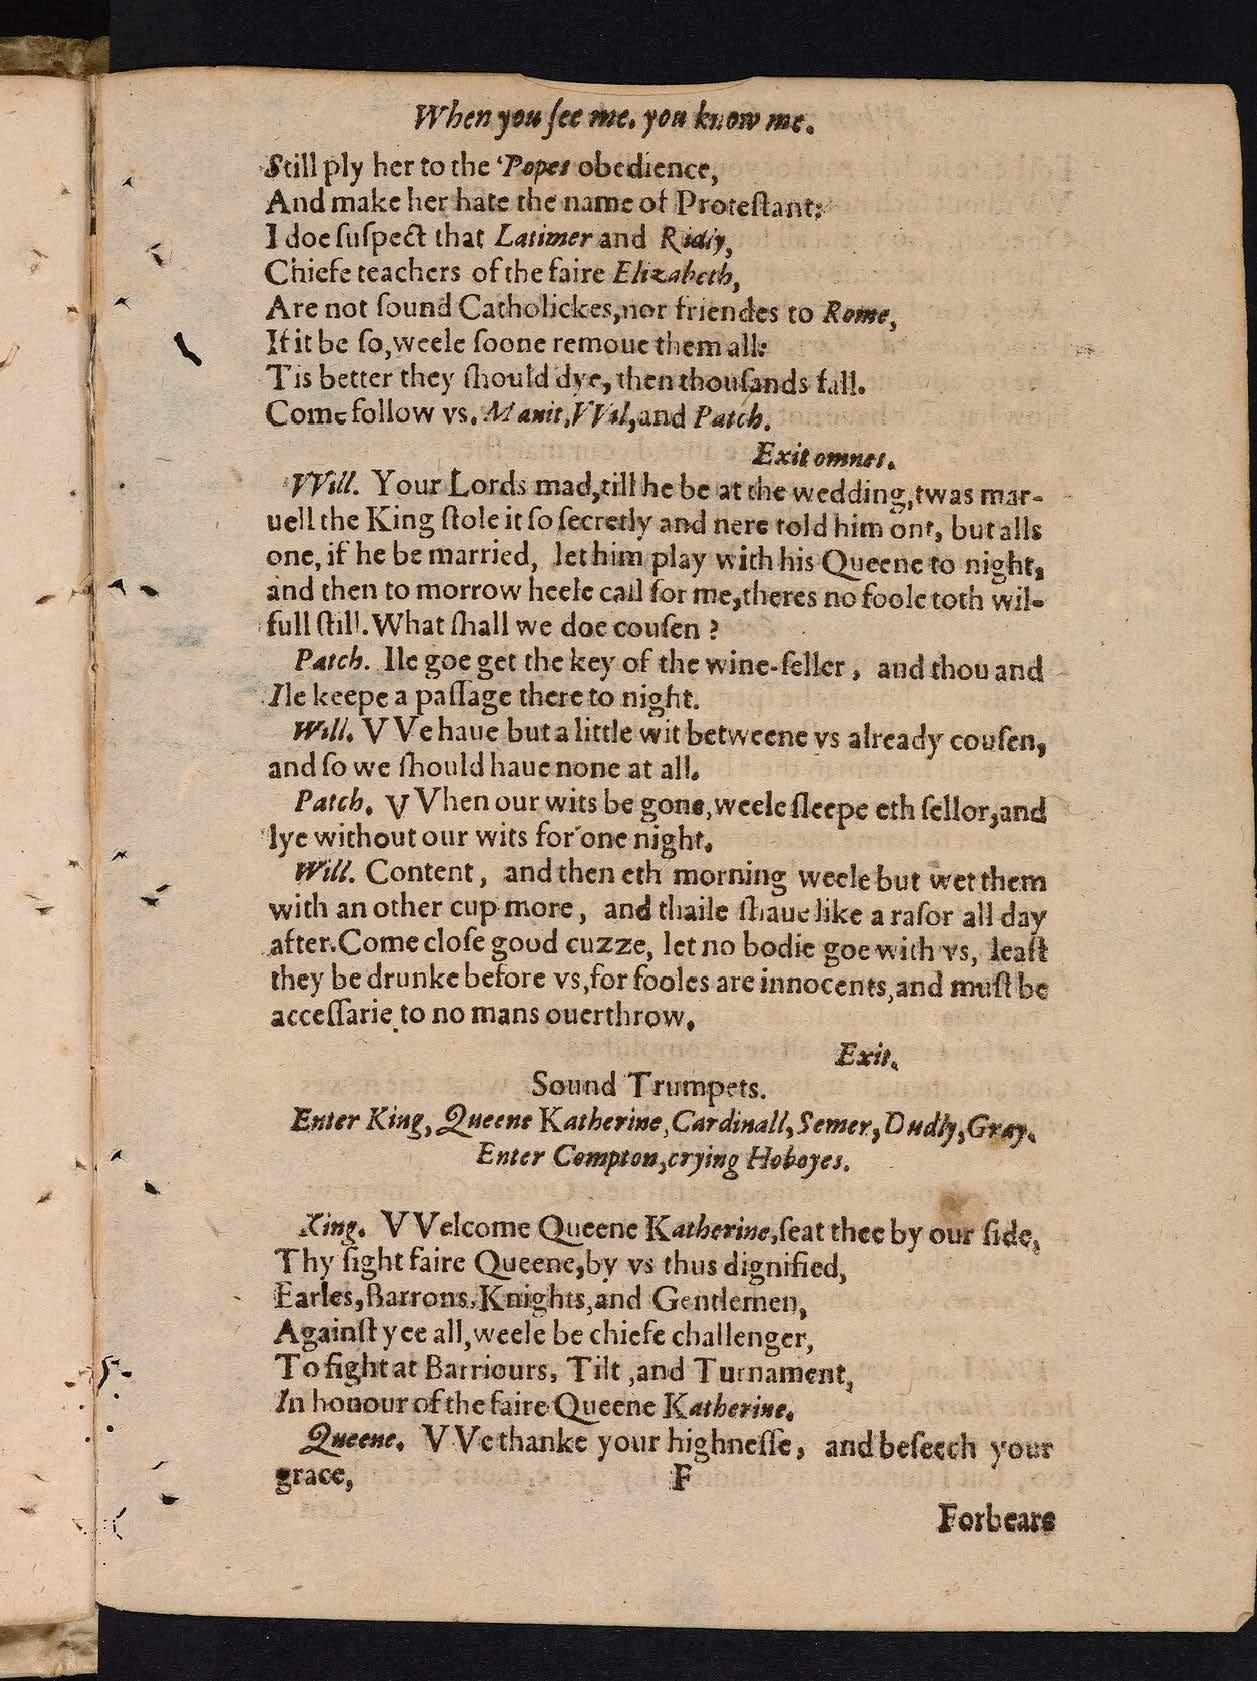 When you ſee me. you know me.
Still ply her to the Popes obedience,
And make her hate the name of Proteſtant:
I doe ſuſpect that Latimer and Ridly,
Chiefe teachers of the faire Elizabeth,
Are not ſound Catholickes,nor friendes to Rome,
If it be ſo,weele ſoone remoue them all:
Tis better they ſhould dye, then thouſands fall.
Come follow vs. Manit,VVil,and Patch.
Exit omnes.
VVill. Your Lords mad,till he be at the wedding,twas mar-
uell the King ſtole it ſo ſecretly and nere told him ont, but alls
one, if he be married, let him play with his Queene to night,
and then to morrow heele call for me,theres no foole toth wil-
full ſtill.What ſhall we doe couſen ?
Patch. Ile goe get the key of the wine-ſeller, and thou and
Ile keepe a paſſage there to night.
Will. VVe haue but a little wit betweene vs already couſen,
and ſo we ſhould haue none at all.
Patch. VVhen our wits be gone,weele ſleepe eth ſellor,and
lye without our wits for one night.
Will. Content, and then eth morning weele but wet them
with an other cup more, and thaile ſhaue like a raſor all day
after.Come cloſe good cuzze, let no bodie goe with vs, leaſt
they be drunke before vs,for fooles are innocents,and muſt be
acceſſarie to no mans ouerthrow.
Exit.
Sound Trumpets.
Enter King, Queene Katherine,Cardinall,Semer,Dudly,Gray.
Enter Compton,crying Hoboyes.
King. VVelcome Queene Katherine,ſeat thee by our ſide,
Thy ſight faire Queene,by vs thus dignified,
Earles,Barrons,Knights,and Gentlemen,
Againſt yee all,weele be chiefe challenger,
To fight at Barriours, Tilt ,and Turnament,
In honour of the faire Queene Katherine.
Queene. VVe thanke your highneſſe, and beſeech your
grace, F
Forbeare